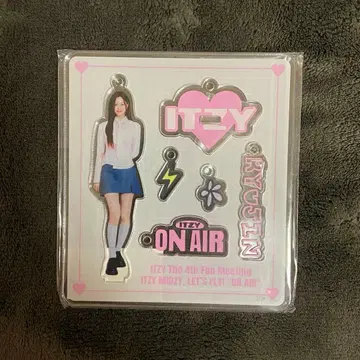 ITZY
RYUJIN
ITZY
ON AIR
ITZY The 4th Fan Meeting
ITZY MIDZY, LET'S FLY! "ON AIR"